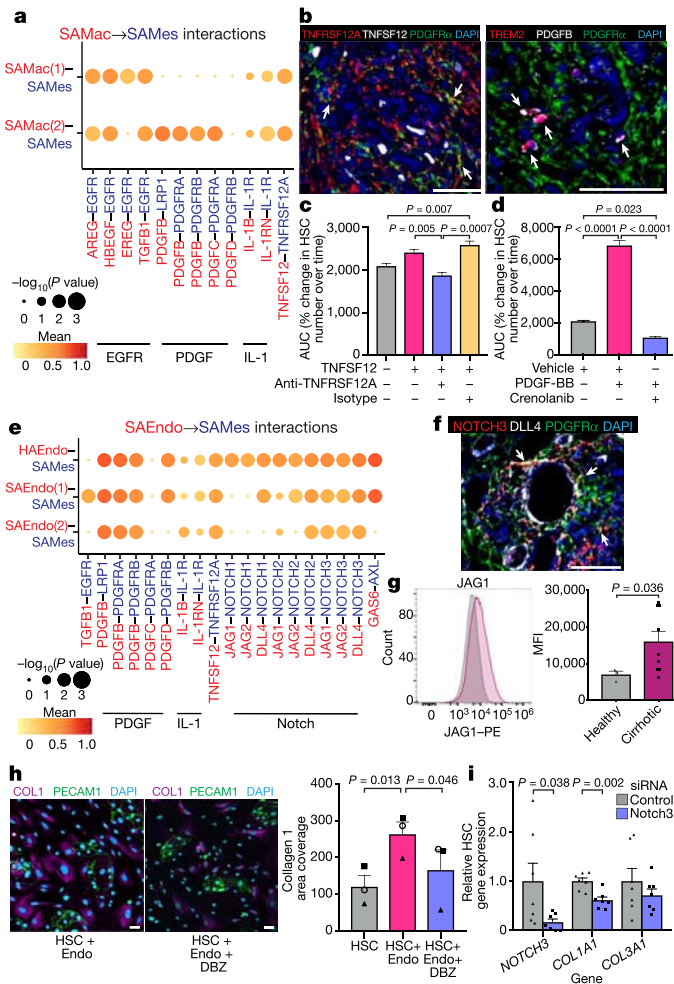 a
SAMac→SAMes interactions
SAMac(1)
SAMes
SAMac(2)
SAMes
AREG–EGFR
HBEGF–EGFR
EREG–EGFR
TGFB1–EGFR
PDGFB–LRP1
PDGFB–PDGFRA
PDGFB–PDGFRB
PDGFC–PDGFRA
PDGFD–PDGFRB
IL-1B–IL-1R
IL-1RN–IL-1R
TNFSF12–TNFRSF12A
–log10(P value)
0 1 2 3
Mean
0 0.5 1.0
EGFR
PDGF
IL-1
b
TNFRSF12A TNFSF12 PDGFRα DAPI
TREM2 PDGFB PDGFRα DAPI
c
AUC (% change in HSC
number over time)
3,000
2,000
1,000
0
P = 0.007
P = 0.005
P = 0.0007
TNFSF12 – + + +
Anti-TNFRSF12A – – + –
Isotype – – – +
d
AUC (% change in HSC
number over time)
8,000
6,000
4,000
2,000
0
P = 0.023
P < 0.0001
P < 0.0001
Vehicle + + –
PDGF-BB – + +
Crenolanib – – +
e
SAEndo→SAMes interactions
HAEndo
SAMes
SAEndo(1)
SAMes
SAEndo(2)
SAMes
TGFB1–EGFR
PDGFB–LRP1
PDGFB–PDGFRA
PDGFB–PDGFRB
PDGFC–PDGFRA
PDGFD–PDGFRB
IL-1B–IL-1R
IL-1RN–IL-1R
TNFSF12–TNFRSF12A
JAG1–NOTCH1
JAG2–NOTCH1
DLL4–NOTCH1
JAG1–NOTCH2
JAG2–NOTCH2
DLL4–NOTCH2
JAG1–NOTCH3
JAG2–NOTCH3
DLL4–NOTCH3
GAS6–AXL
–log10(P value)
0 1 2 3
Mean
0 0.5 1.0
PDGF
IL-1
Notch
f
NOTCH3 DLL4 PDGFRα DAPI
g
JAG1
Count
80
40
0
0 10³ 10⁴ 10⁵ 10⁶
JAG1–PE
MFI
30,000
20,000
10,000
0
P = 0.036
Healthy
Cirrhotic
h
COL1 PECAM1 DAPI
COL1 PECAM1 DAPI
HSC +
Endo
HSC +
Endo +
DBZ
Collagen 1
area coverage
400
300
200
100
0
P = 0.013
P = 0.046
HSC
HSC+
Endo
HSC+
Endo+
DBZ
i
Relative HSC
gene expression
3.0
2.0
1.0
0
P = 0.038
P = 0.002
siRNA
Control
Notch3
NOTCH3
COL1A1
COL3A1
Gene